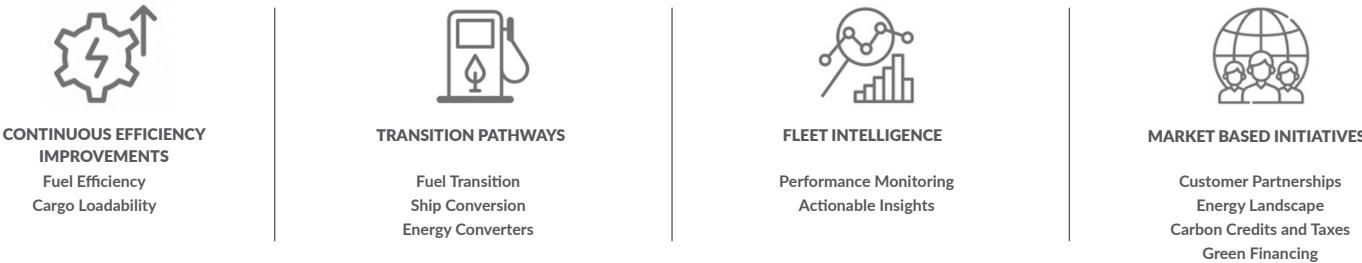 CONTINUOUS EFFICIENCY
IMPROVEMENTS
Fuel Efficiency
Cargo Loadability
TRANSITION PATHWAYS
Fuel Transition
Ship Conversion
Energy Converters
FLEET INTELLIGENCE
Performance Monitoring
Actionable Insights
MARKET BASED INITIATIVES
Customer Partnerships
Energy Landscape
Carbon Credits and Taxes
Green Financing